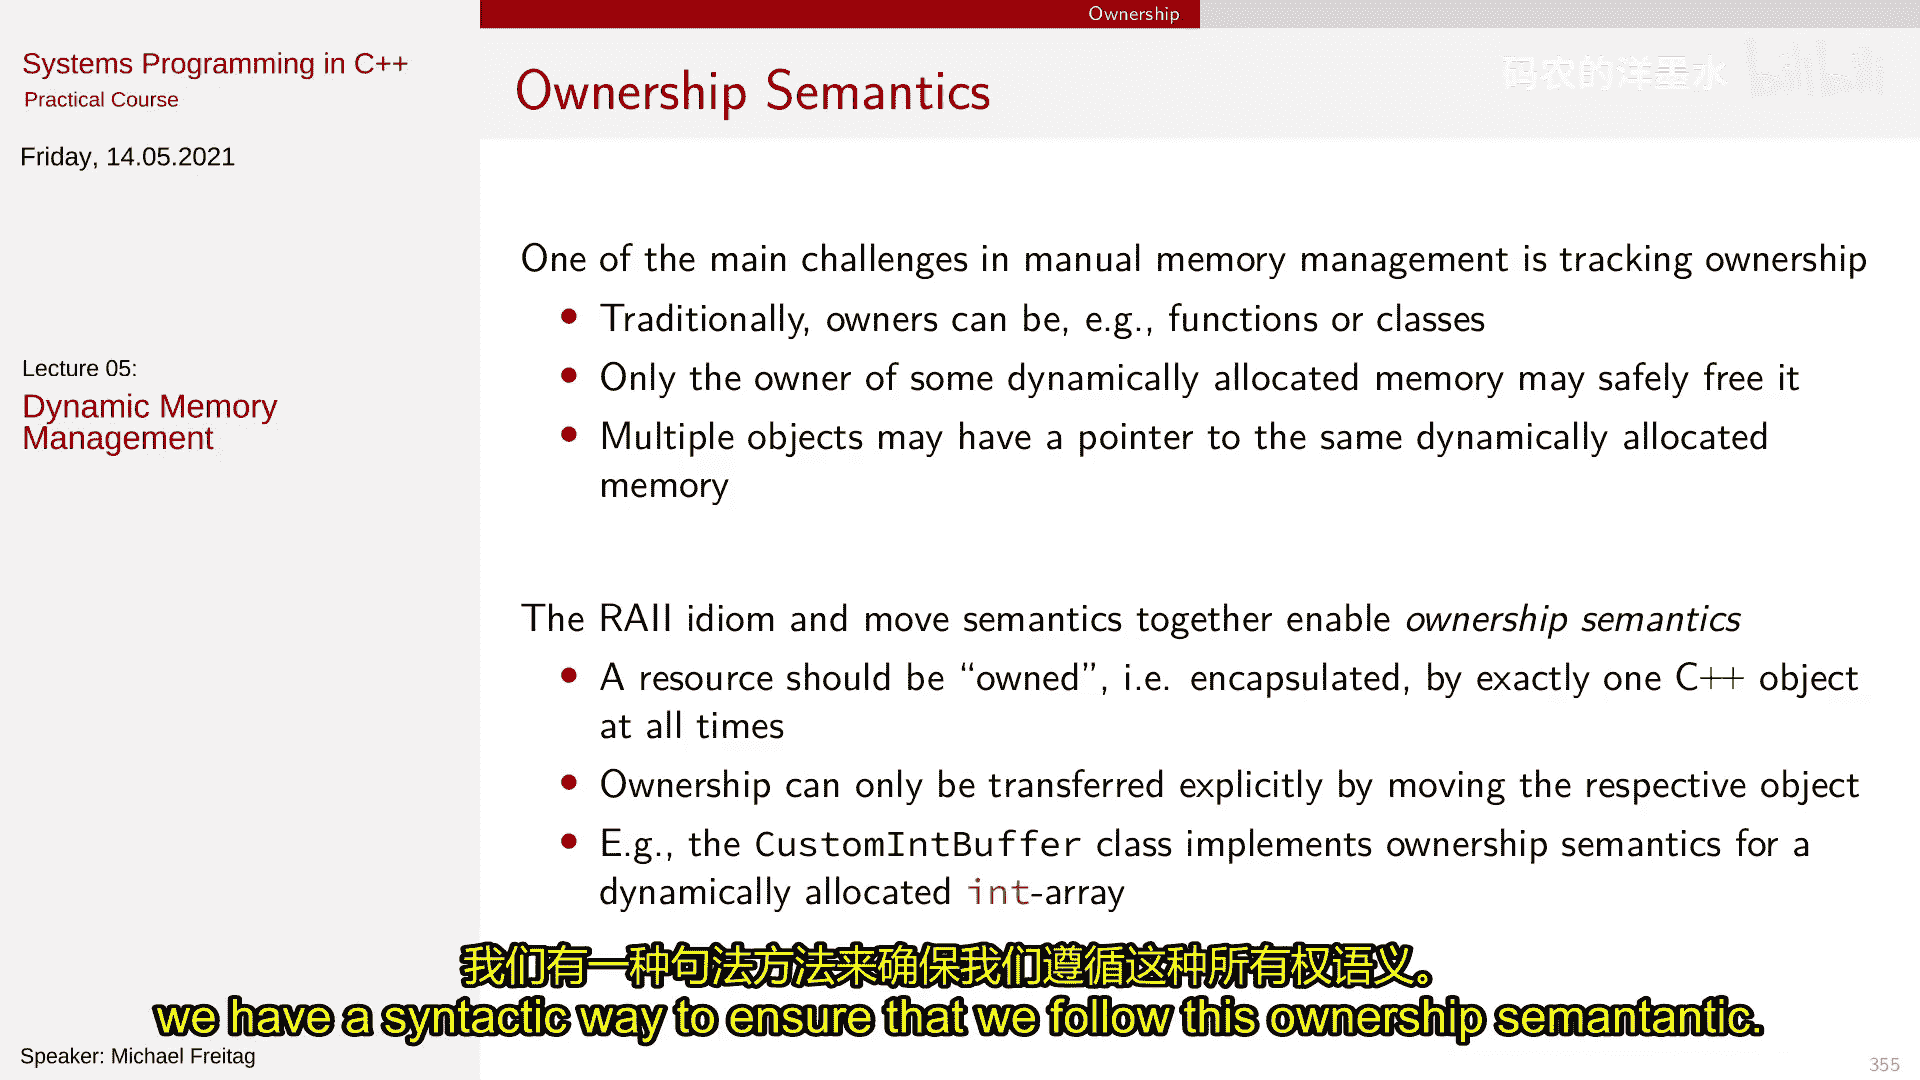 Ownership
Systems Programming in C++
Practical Course
Friday, 14.05.2021
Lecture 05:
Dynamic Memory
Management
Ownership Semantics
码农的洋墨水
bilibili
One of the main challenges in manual memory management is tracking ownership
• Traditionally, owners can be, e.g., functions or classes
• Only the owner of some dynamically allocated memory may safely free it
• Multiple objects may have a pointer to the same dynamically allocated
memory
The RAII idiom and move semantics together enable ownership semantics
• A resource should be “owned”, i.e. encapsulated, by exactly one C++ object
at all times
• Ownership can only be transferred explicitly by moving the respective object
• E.g., the CustomIntBuffer class implements ownership semantics for a
dynamically allocated int-array
我们有一种句法方法来确保我们遵循这种所有权语义。
we have a syntactic way to ensure that we follow this ownership semantantic.
Speaker: Michael Freitag
355